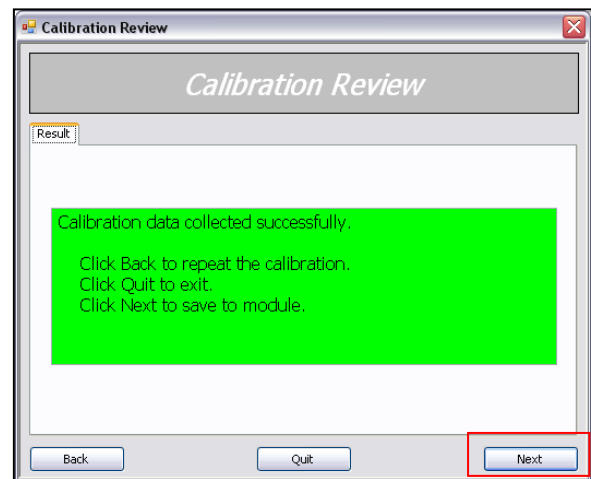 Calibration Review
Calibration Review
Result
Calibration data collected successfully.
Click Back to repeat the calibration.
Click Quit to exit.
Click Next to save to module.
Back Quit Next